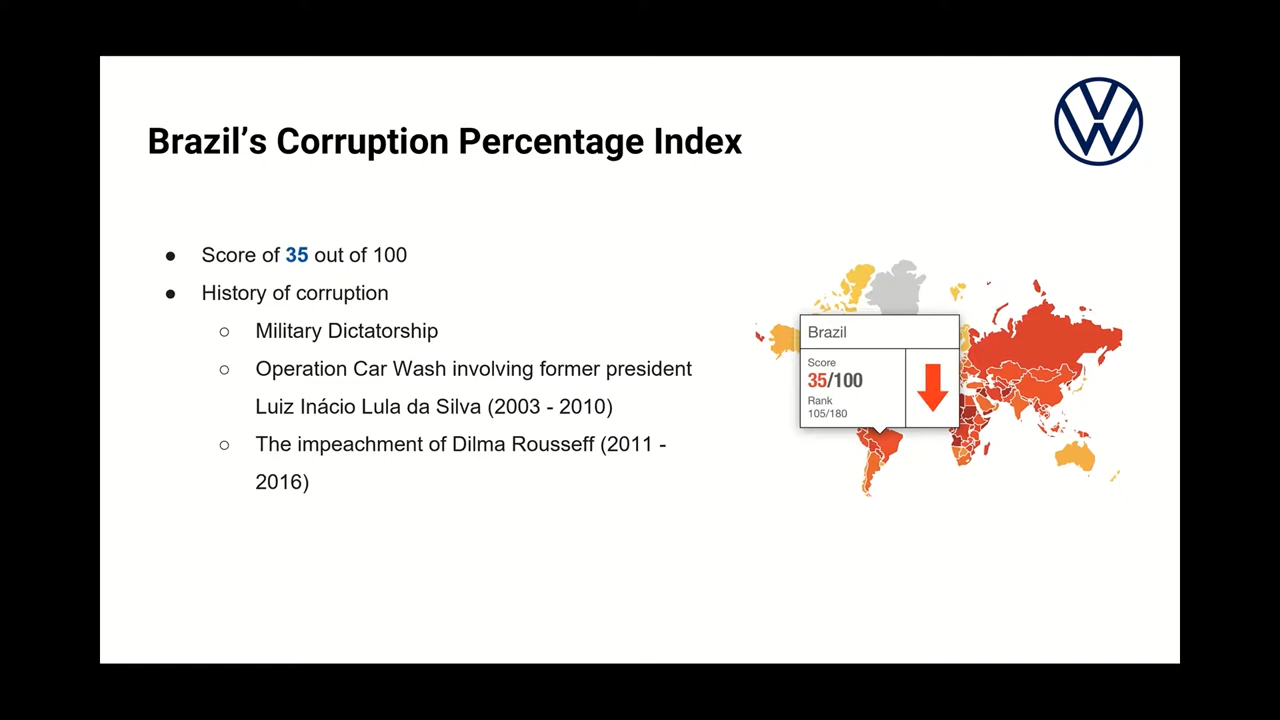 Brazil’s Corruption Percentage Index
● Score of 35 out of 100
● History of corruption
○ Military Dictatorship
○ Operation Car Wash involving former president
Luiz Inácio Lula da Silva (2003 - 2010)
○ The impeachment of Dilma Rousseff (2011 -
2016)
Brazil
Score
35/100
Rank
105/180